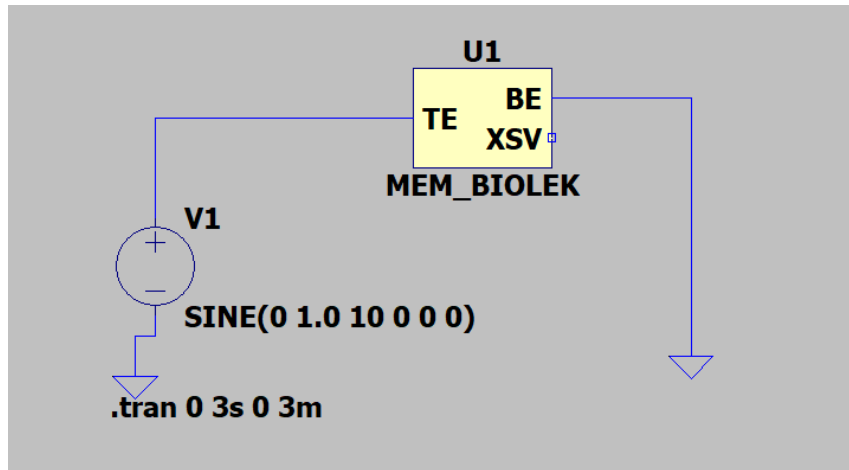 U1
TE
BE
XSV
MEM_BIOLEK
V1
SINE(0 1.0 10 0 0 0)
.tran 0 3s 0 3m